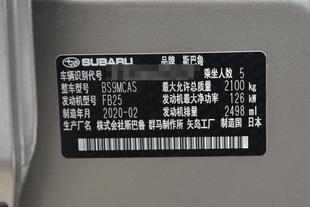 SUBARU 品牌 斯巴鲁
车辆识别代号 乘坐人数 5
整车型号 BS9MCAS 最大允许总质量 2100 kg
发动机型号 FB25 发动机最大净功率 126 kW
制造年月 2020-02 发动机排量 2498 ml
生产厂名 株式会社斯巴鲁 群马制作所 矢岛工厂 制造国 日本